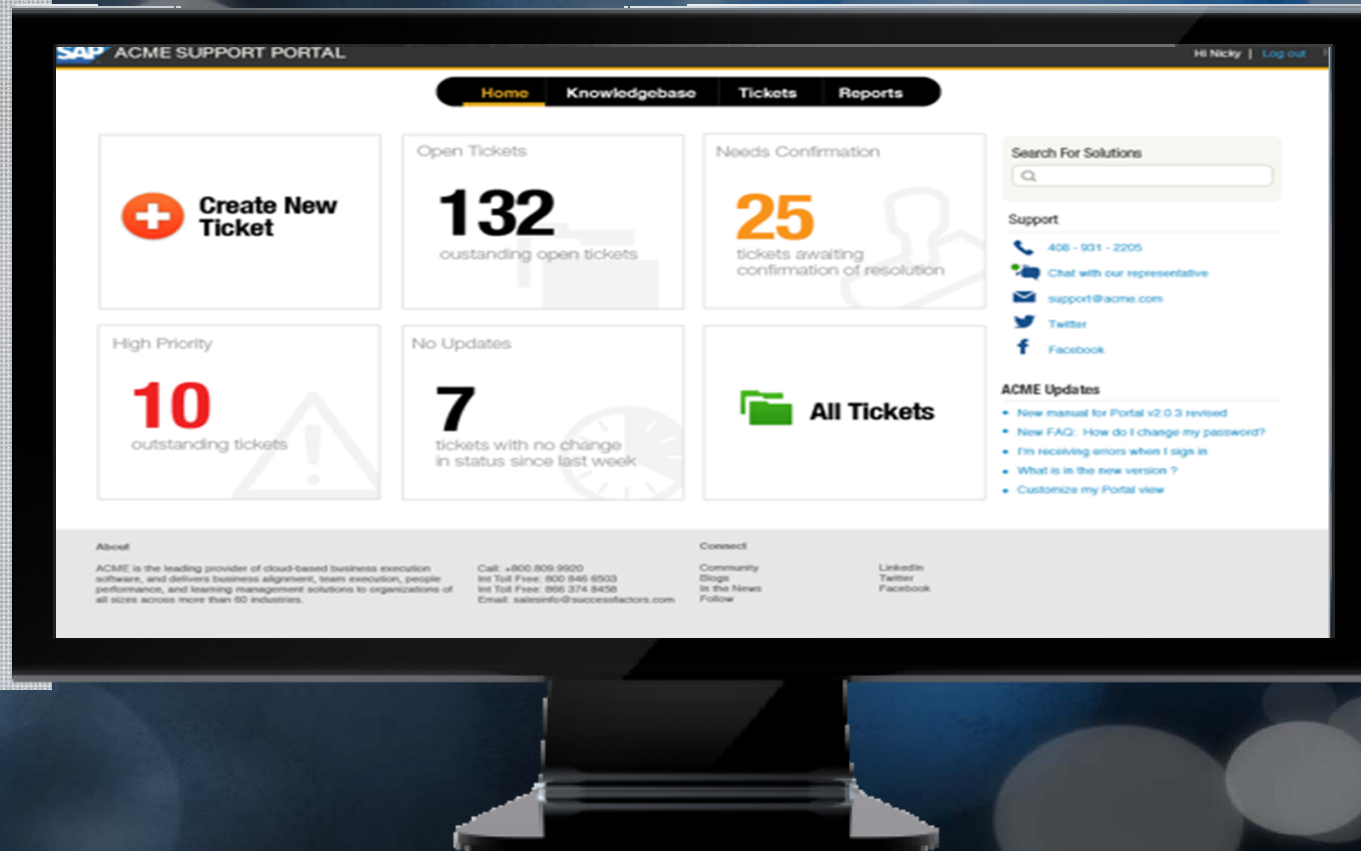 SAP ACME SUPPORT PORTAL
Hi Nicky | Log out
Home Knowledgebase Tickets Reports
Create New
Ticket
Open Tickets
132
oustanding open tickets
Needs Confirmation
25
tickets awaiting
confirmation of resolution
High Priority
10
outstanding tickets
No Updates
7
tickets with no change
in status since last week
All Tickets
Search For Solutions
Support
408 - 931 - 2205
Chat with our representative
support@acme.com
Twitter
f Facebook
ACME Updates
• New manual for Portal v2.0.3 revised
• New FAQ: How do I change my password?
• I'm receiving errors when I sign in
• What is in the new version ?
• Customize my Portal view
About
ACME is the leading provider of cloud-based business execution
software, and delivers business alignment, team execution, people
performance, and learning management solutions to organizations of
all sizes across more than 60 industries.
Call: +800.809.9920
Int Toll Free: 800 846 6503
Int Toll Free: 866 374 8458
Email: salesinfo@successfactors.com
Connect
Community
Blogs
In the News
Follow
LinkedIn
Twitter
Facebook